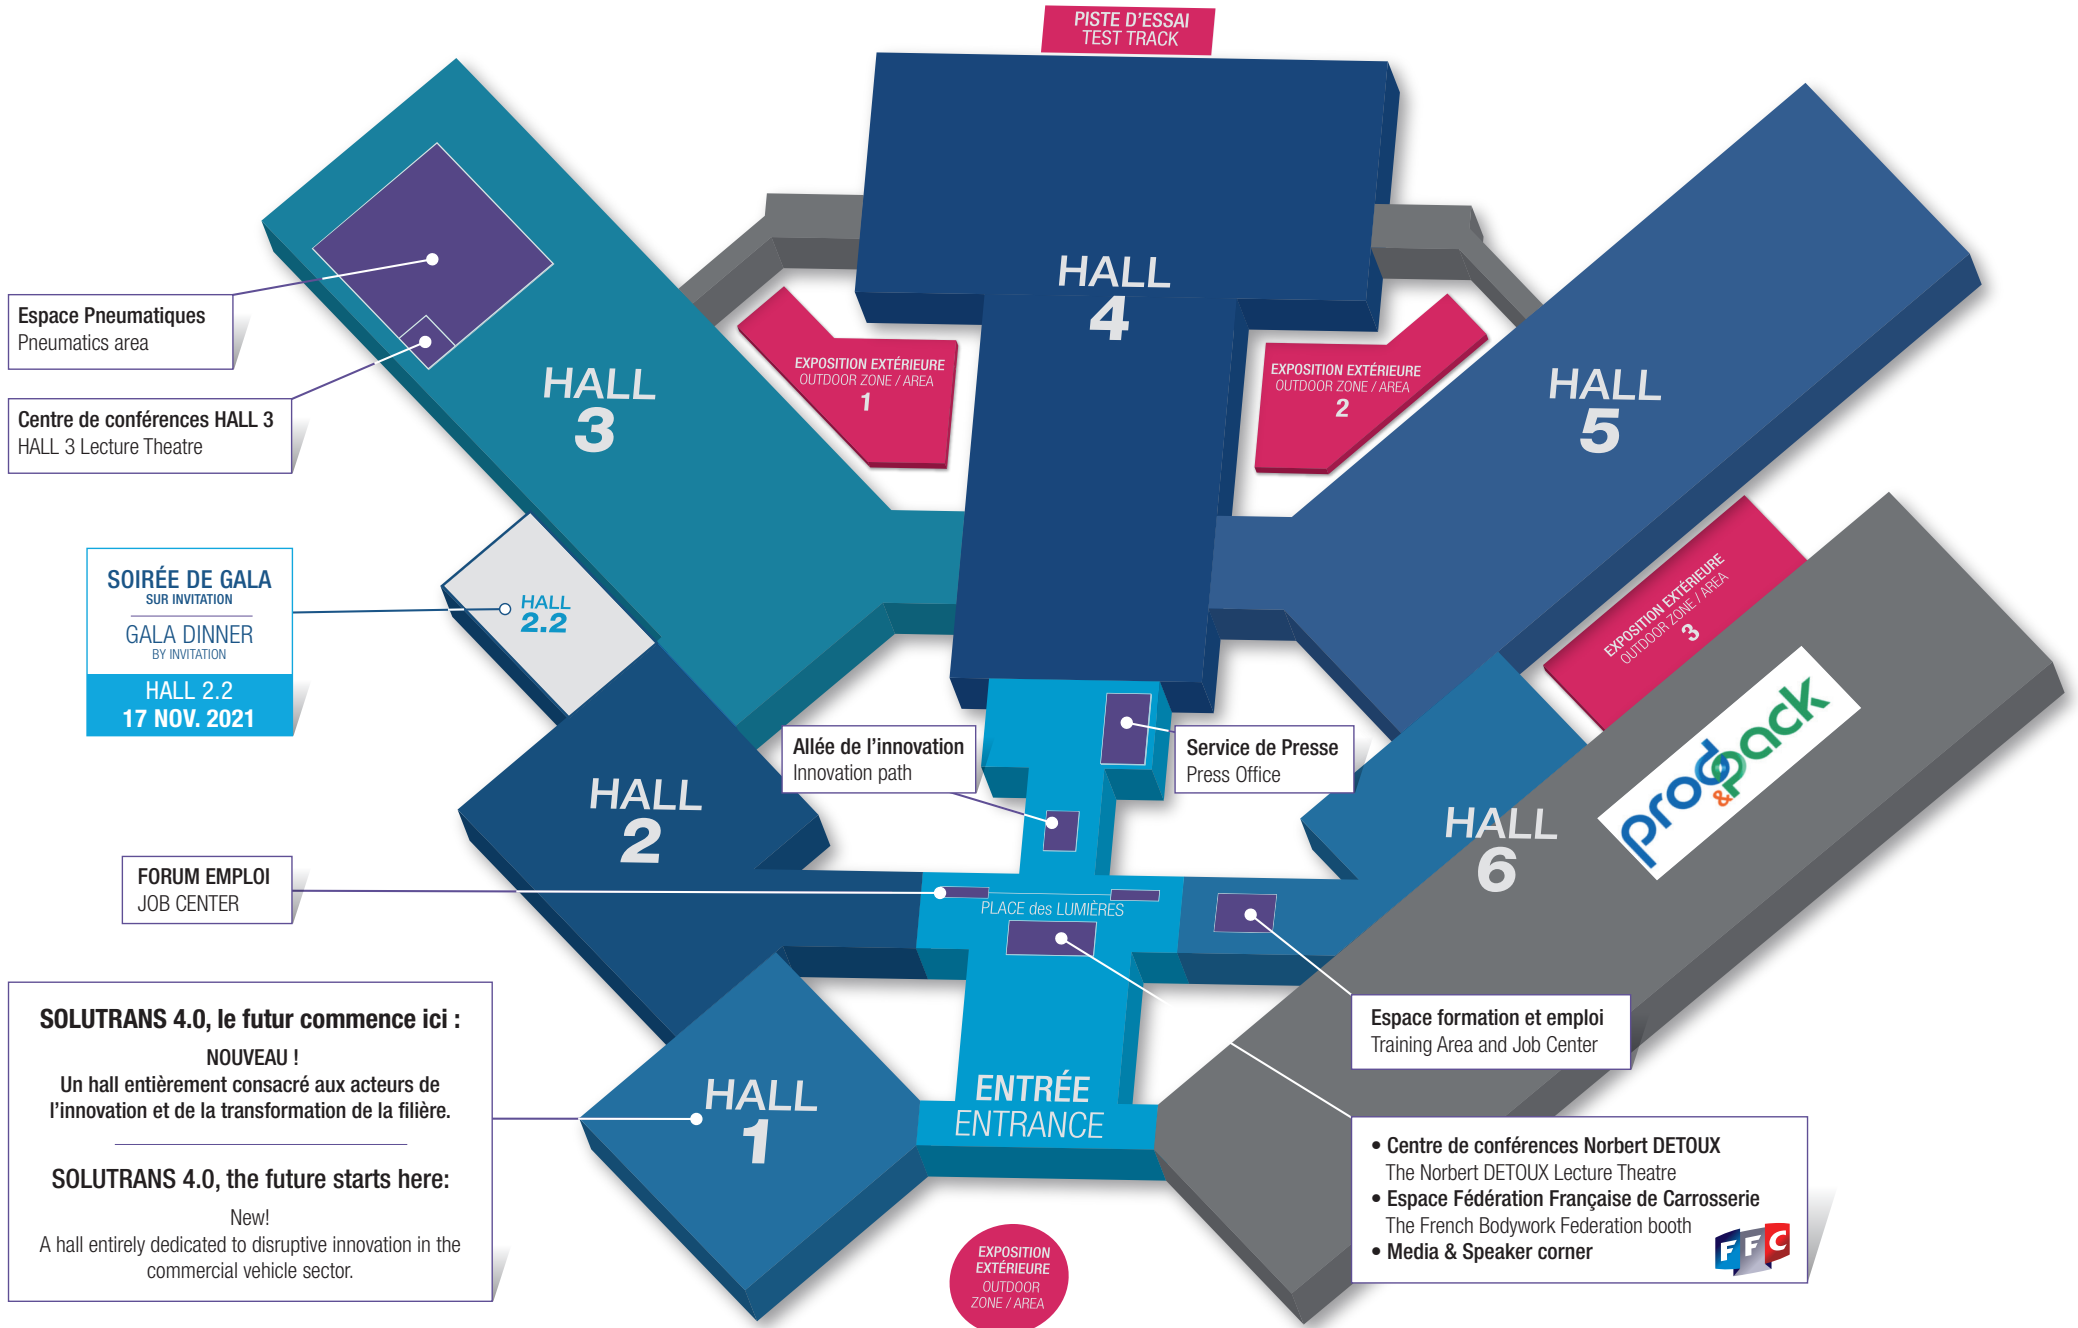 PISTE D'ESSAI
TEST TRACK
HALL
4
Espace Pneumatiques
Pneumatics area
Centre de conférences HALL 3
HALL 3 Lecture Theatre
HALL
3
EXPOSITION EXTÉRIEURE
OUTDOOR ZONE / AREA
1
EXPOSITION EXTÉRIEURE
OUTDOOR ZONE / AREA
2
HALL
5
SOIRÉE DE GALA
SUR INVITATION
GALA DINNER
BY INVITATION
HALL 2.2
17 NOV. 2021
HALL
2.2
EXPOSITION EXTÉRIEURE
OUTDOOR ZONE / AREA
3
prod&pack
Allée de l'innovation
Innovation path
Service de Presse
Press Office
HALL
2
HALL
6
FORUM EMPLOI
JOB CENTER
PLACE des LUMIÈRES
SOLUTRANS 4.0, le futur commence ici :
NOUVEAU !
Un hall entièrement consacré aux acteurs de
l'innovation et de la transformation de la filière.
SOLUTRANS 4.0, the future starts here:
New!
A hall entirely dedicated to disruptive innovation in the
commercial vehicle sector.
HALL
1
ENTRÉE
ENTRANCE
Espace formation et emploi
Training Area and Job Center
• Centre de conférences Norbert DETOUX
The Norbert DETOUX Lecture Theatre
• Espace Fédération Française de Carrosserie
The French Bodywork Federation booth
• Media & Speaker corner
FFC
EXPOSITION
EXTÉRIEURE
OUTDOOR
ZONE / AREA